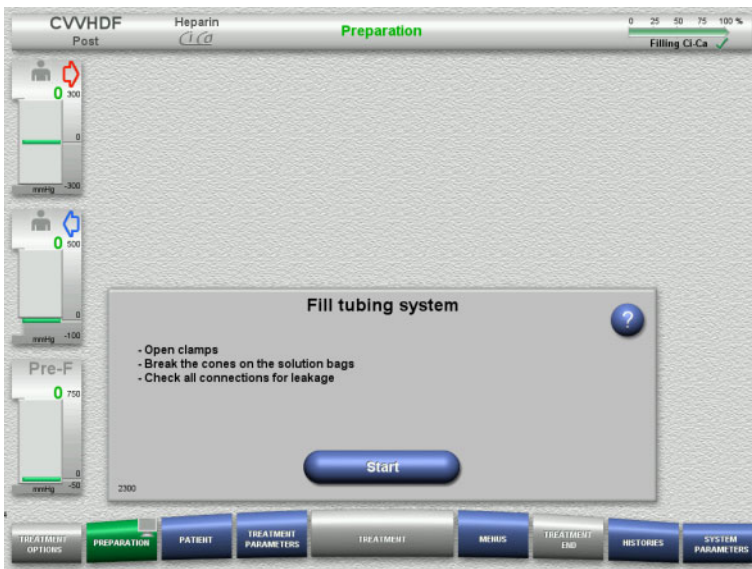 CVVHDF
Post
Heparin
Ci Ca
Preparation
0 25 50 75 100 %
Filling Ci-Ca
0
300
0
mmHg -300
0
500
0
mmHg -100
Pre-F
0
750
0
mmHg -50
Fill tubing system
?
- Open clamps
- Break the cones on the solution bags
- Check all connections for leakage
Start
2300
TREATMENT
OPTIONS
PREPARATION
PATIENT
TREATMENT
PARAMETERS
TREATMENT
MENUS
TREATMENT
END
HISTORIES
SYSTEM
PARAMETERS